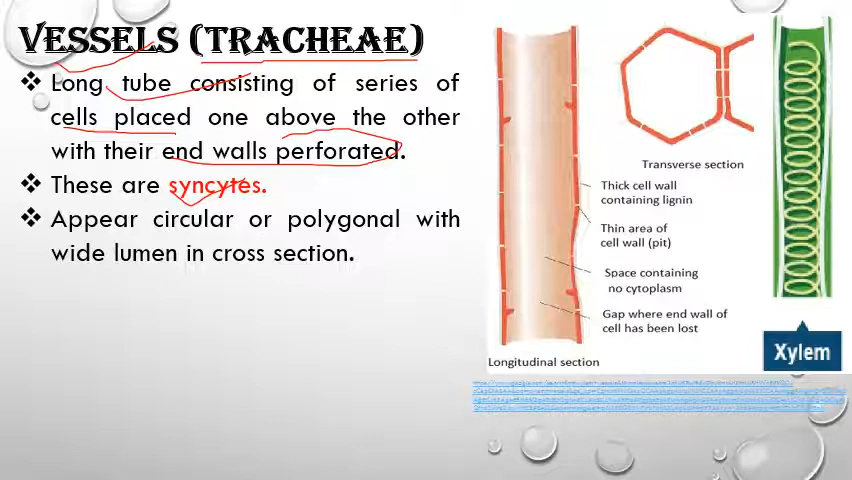 VESSELS (TRACHEAE)
❖ Long tube consisting of series of
cells placed one above the other
with their end walls perforated.
❖ These are syncytes.
❖ Appear circular or polygonal with
wide lumen in cross section.
Transverse section
Thick cell wall
containing lignin
Thin area of
cell wall (pit)
Space containing
no cytoplasm
Gap where end wall of
cell has been lost
Longitudinal section
Xylem